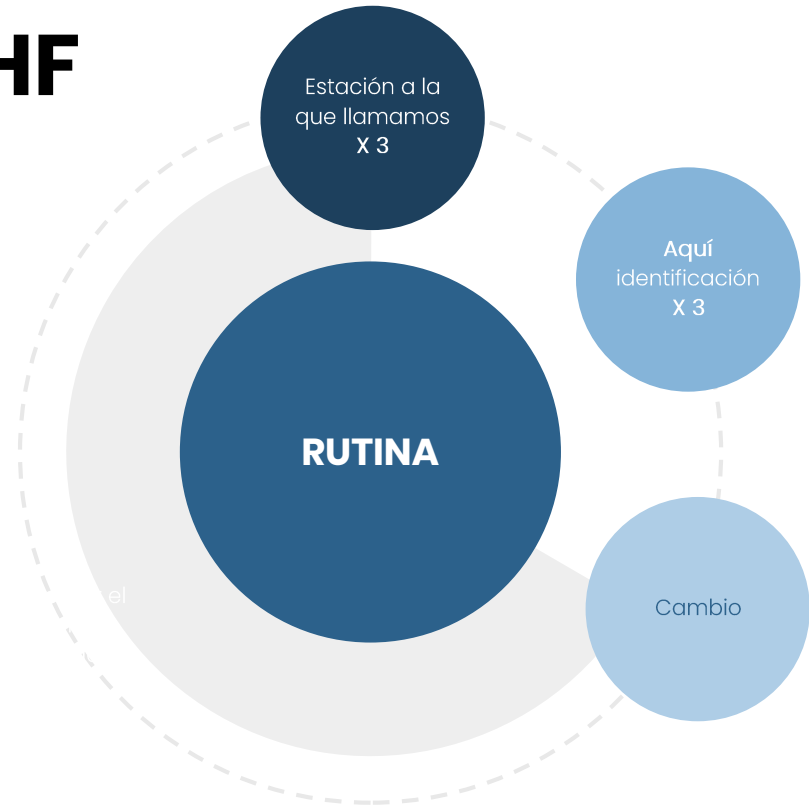 HF
Estación a la
que llamamos
X 3
Aquí
identificación
X 3
RUTINA
el
Cambio